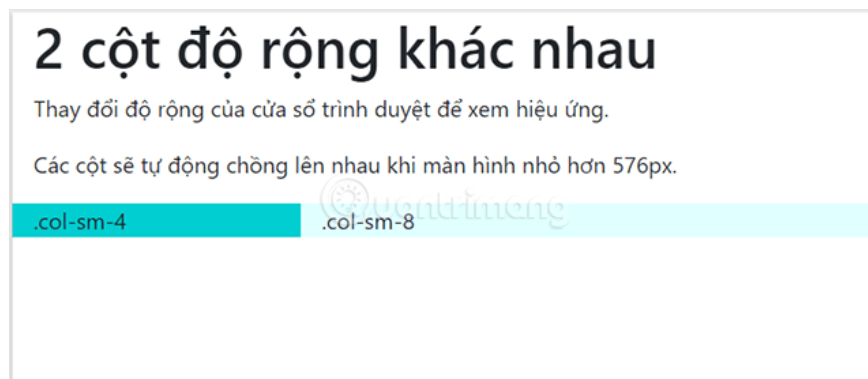 2 cột độ rộng khác nhau
Thay đổi độ rộng của cửa sổ trình duyệt để xem hiệu ứng.
Các cột sẽ tự động chồng lên nhau khi màn hình nhỏ hơn 576px.
Quantrimang
.col-sm-4 .col-sm-8